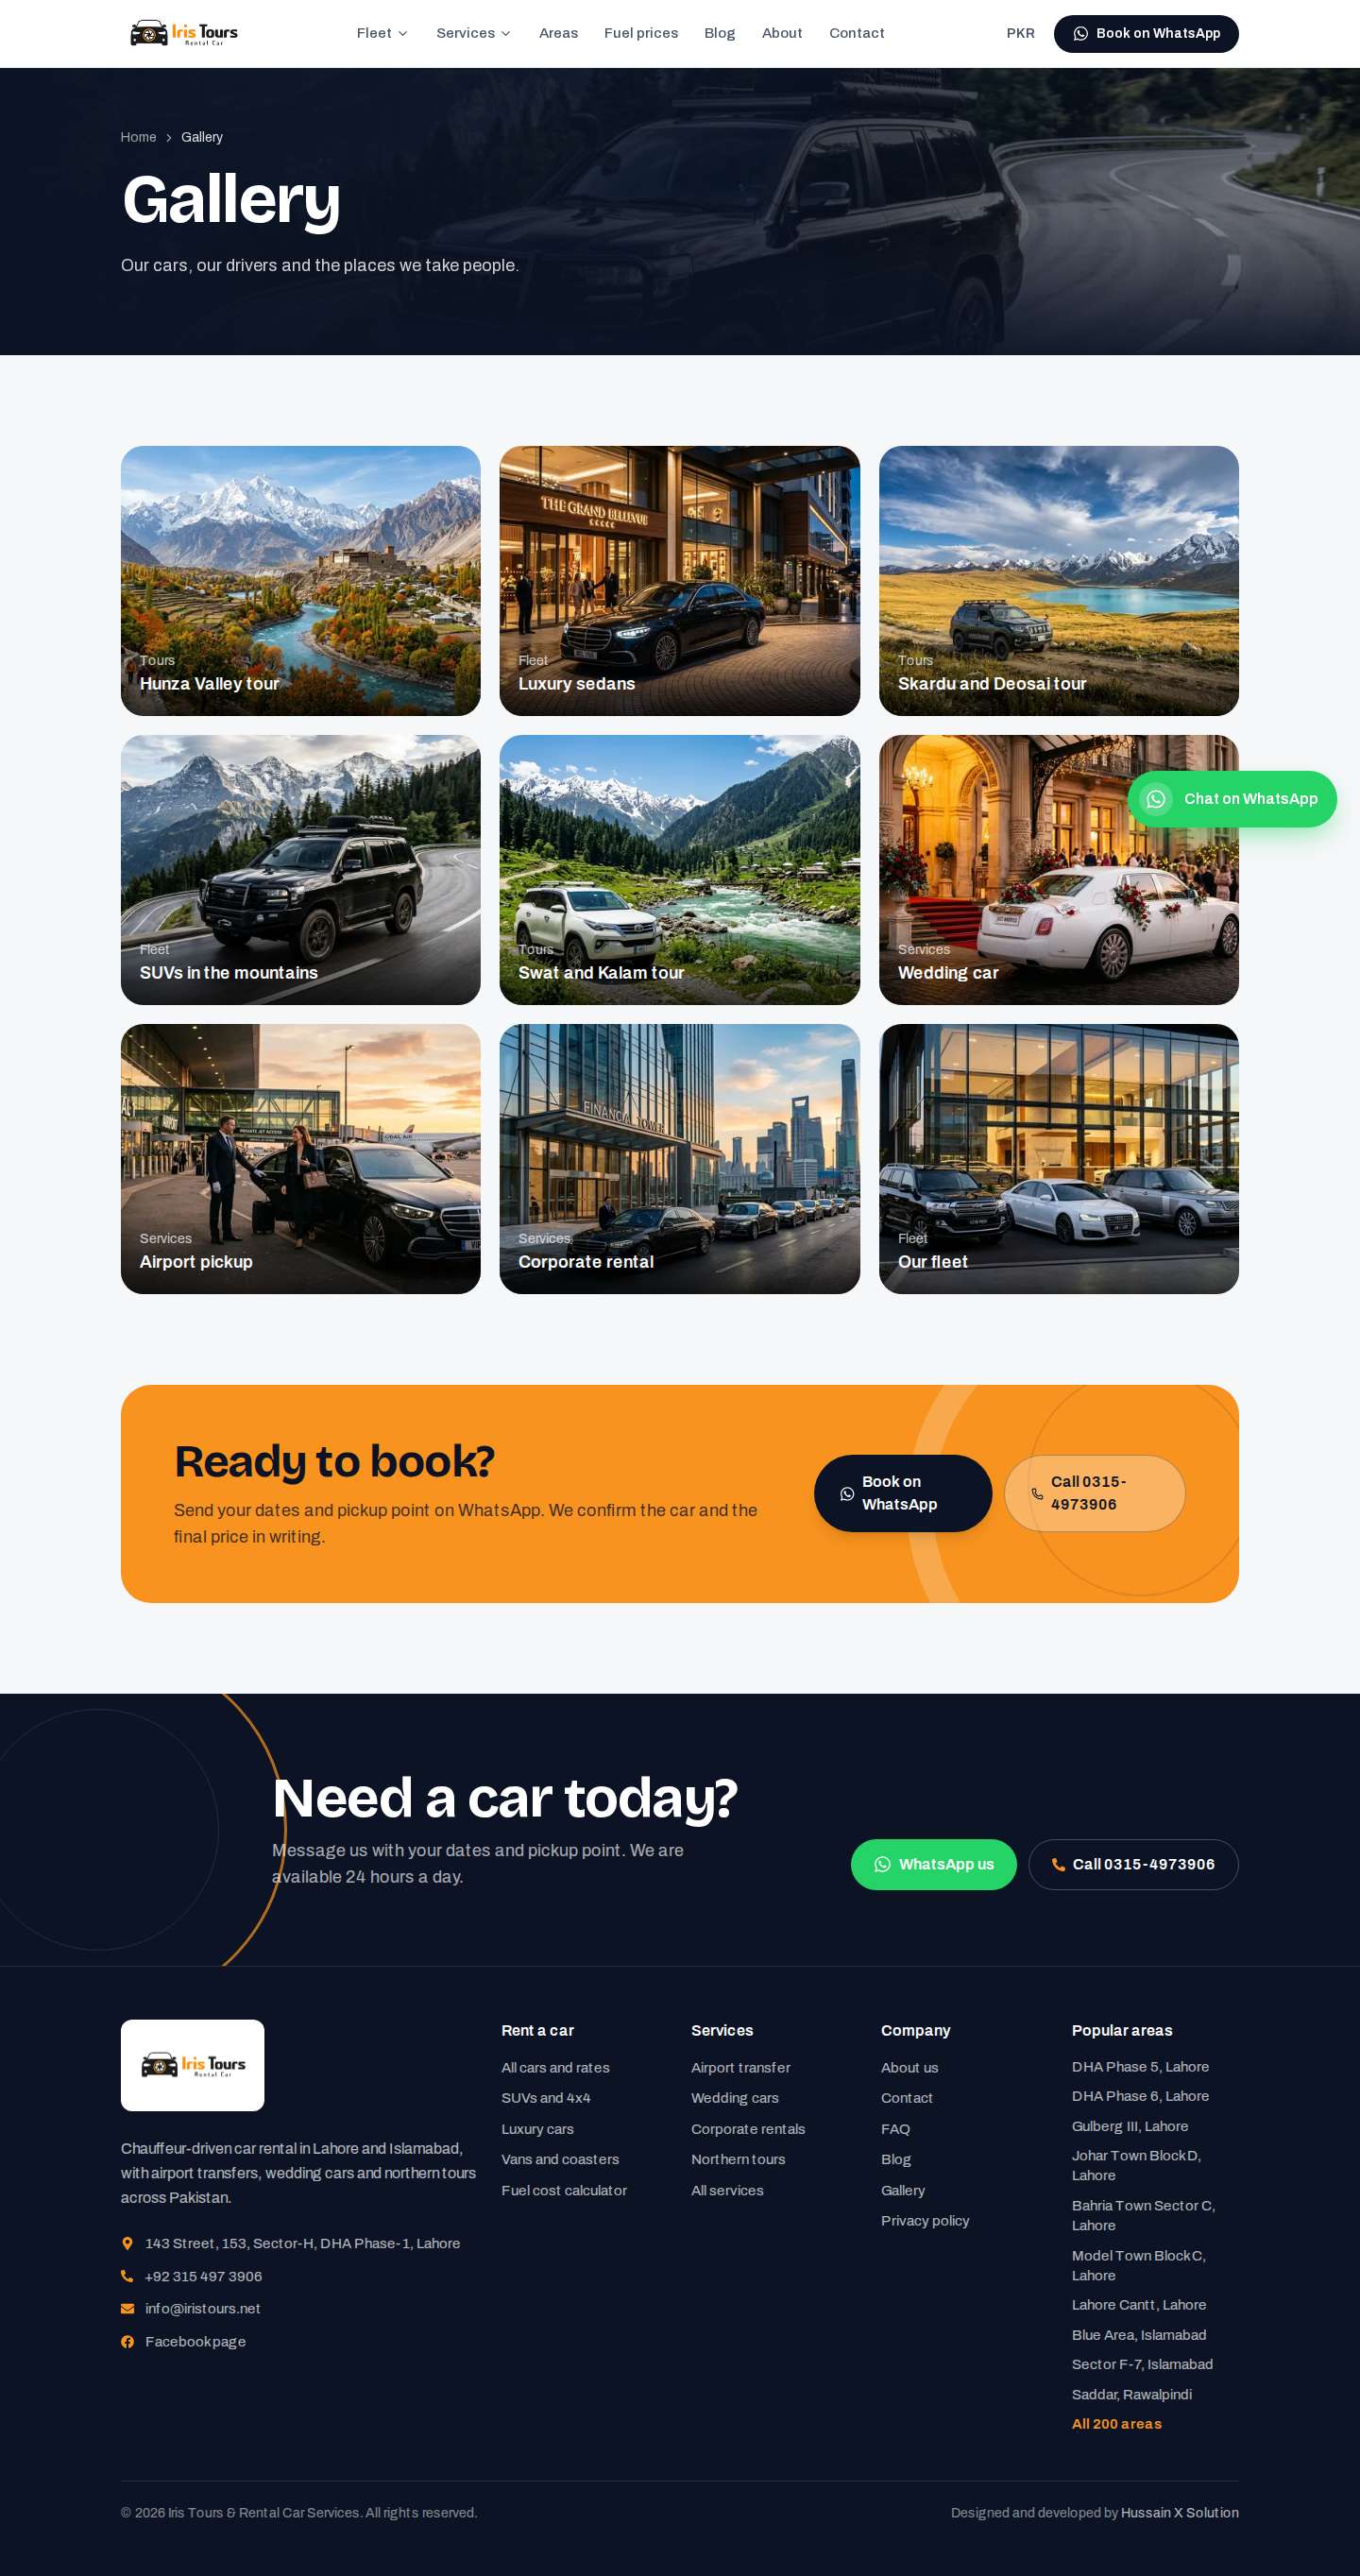 Iris Tours
Rental Car
Fleet
Services
Areas
Fuel prices
Blog
About
Contact
PKR
Book on WhatsApp
Home > Gallery
Gallery
Our cars, our drivers and the places we take people.
Tours
Hunza Valley tour
THE GRAND BELLEVUE
Fleet
Luxury sedans
Tours
Skardu and Deosai tour
Fleet
SUVs in the mountains
Tours
Swat and Kalam tour
Services
Wedding car
Chat on WhatsApp
Services
Airport pickup
FINANCIAL TOWER
Services
Corporate rental
Fleet
Our fleet
Ready to book?
Send your dates and pickup point on WhatsApp. We confirm the car and the
final price in writing.
Book on
WhatsApp
Call 0315-
4973906
Need a car today?
Message us with your dates and pickup point. We are
available 24 hours a day.
WhatsApp us
Call 0315-4973906
Iris Tours
Rental Car
Chauffeur-driven car rental in Lahore and Islamabad,
with airport transfers, wedding cars and northern tours
across Pakistan.
143 Street, 153, Sector-H, DHA Phase-1, Lahore
+92 315 497 3906
info@iristours.net
Facebook page
Rent a car
All cars and rates
SUVs and 4x4
Luxury cars
Vans and coasters
Fuel cost calculator
Services
Airport transfer
Wedding cars
Corporate rentals
Northern tours
All services
Company
About us
Contact
FAQ
Blog
Gallery
Privacy policy
Popular areas
DHA Phase 5, Lahore
DHA Phase 6, Lahore
Gulberg III, Lahore
Johar Town Block D,
Lahore
Bahria Town Sector C,
Lahore
Model Town Block C,
Lahore
Lahore Cantt, Lahore
Blue Area, Islamabad
Sector F-7, Islamabad
Saddar, Rawalpindi
All 200 areas
© 2026 Iris Tours & Rental Car Services. All rights reserved.
Designed and developed by Hussain X Solution